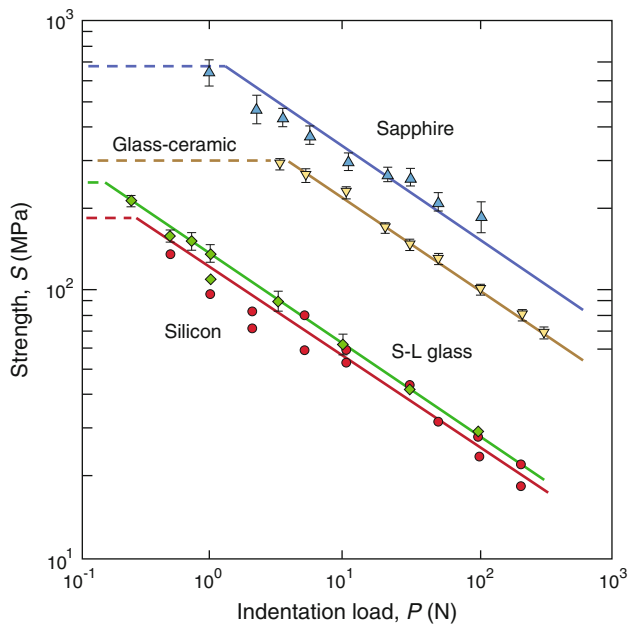 10³
Sapphire
Glass-ceramic
Strength, S (MPa)
10²
Silicon
S-L glass
10¹
10⁻¹
10⁰
10¹
10²
10³
Indentation load, P (N)